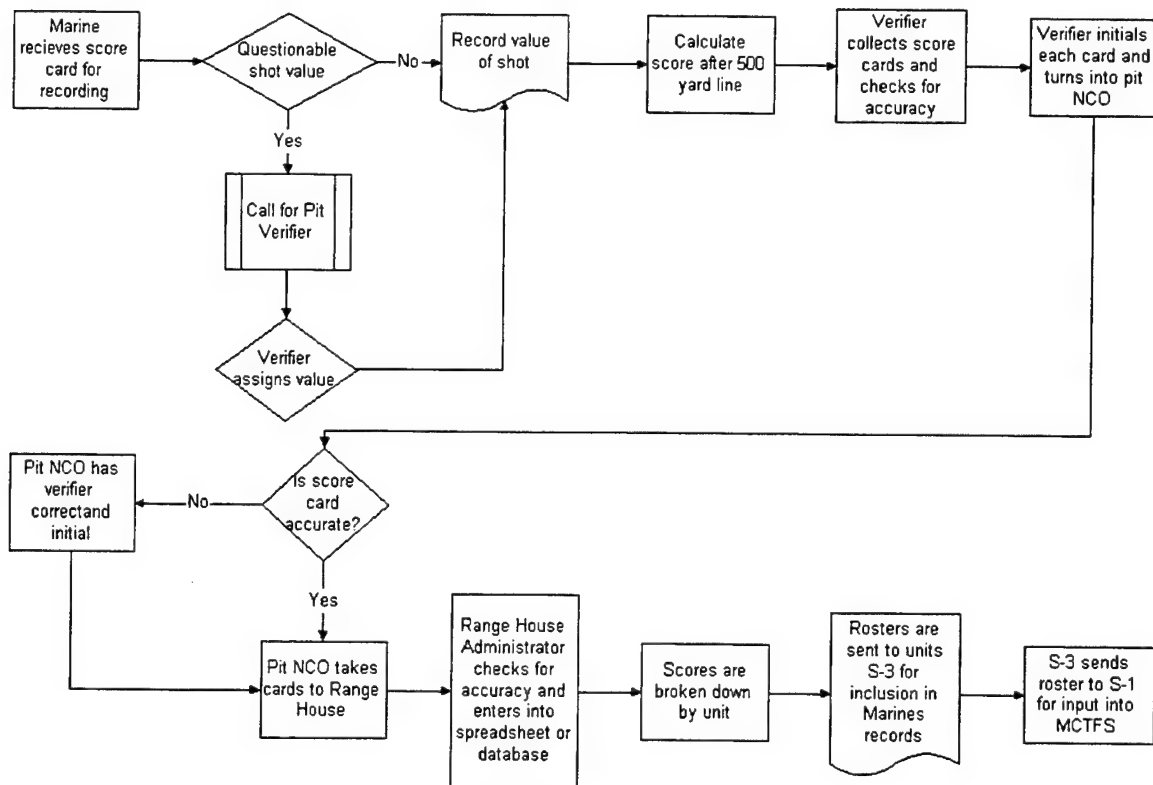 Marine
recieves score
card for
recording
Questionable
shot value
No
Record value
of shot
Calculate
score after 500
yard line
Verifier
collects score
cards and
checks for
accuracy
Verifier initials
each card and
turns into pit
NCO
Yes
Call for Pit
Verifier
Verifier
assigns value
Pit NCO has
verifier
correctand
initial
No
Is score
card
accurate?
Yes
Pit NCO takes
cards to Range
House
Range House
Administrator
checks for
accuracy and
enters into
spreadsheet or
database
Scores are
broken down
by unit
Rosters are
sent to units
S-3 for
inclusion in
Marines
records
S-3 sends
roster to S-1
for input into
MCTFS